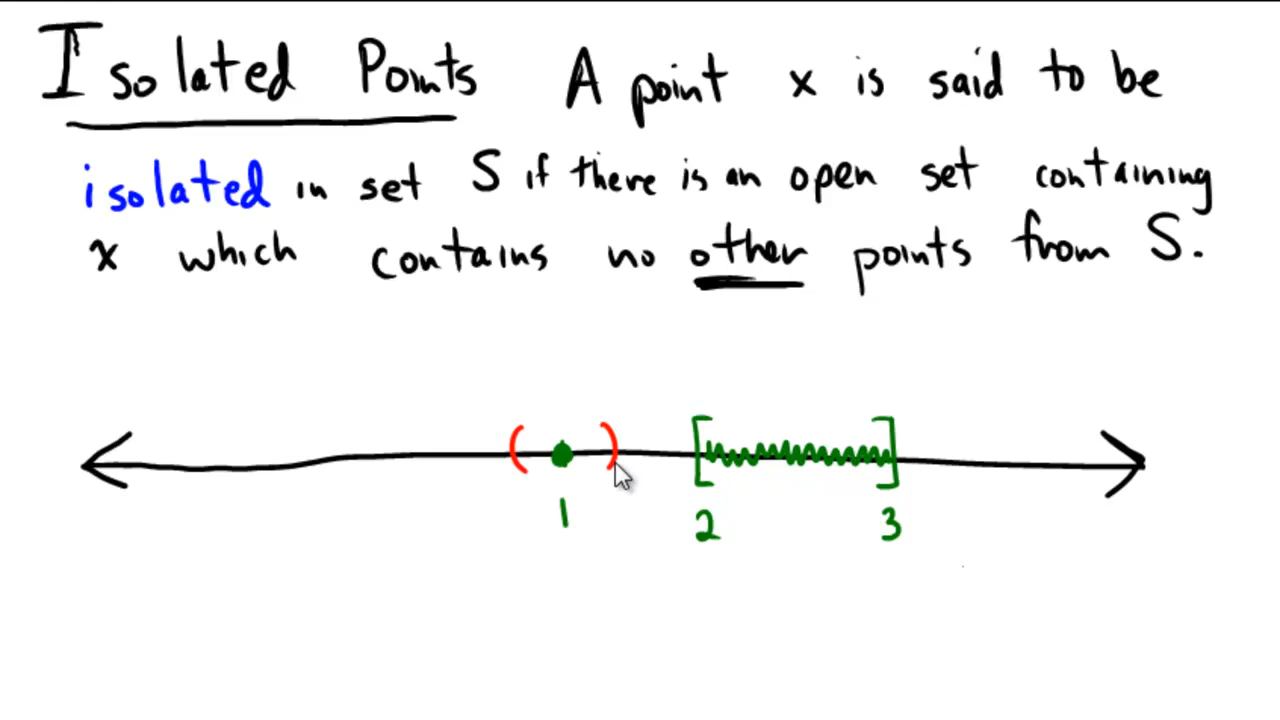 Isolated Points A point x is said to be
isolated in set S if there is an open set containing
x which contains no other points from S.
( ) [ ]
1 2 3